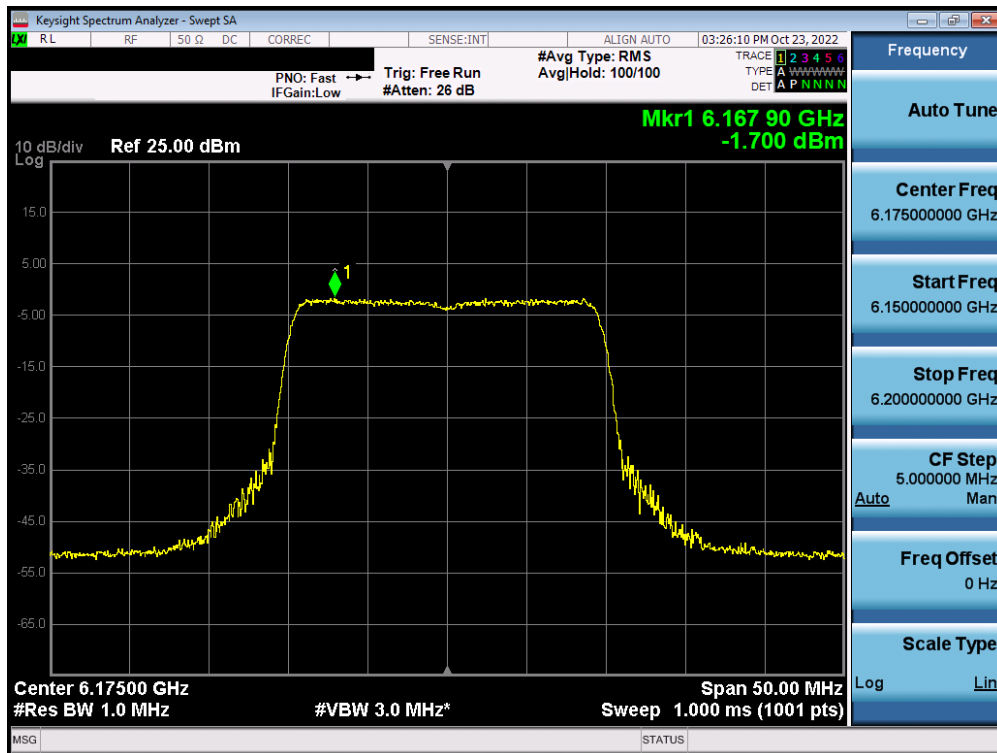 Keysight Spectrum Analyzer - Swept SA
LXI RL RF 50 Ω DC CORREC SENSE:INT ALIGN AUTO 03:26:10 PM Oct 23, 2022
PNO: Fast Trig: Free Run #Avg Type: RMS TRACE 1 2 3 4 5 6
IFGain:Low #Atten: 26 dB Avg|Hold: 100/100 TYPE A WWWWW
DET A P N N N N
Mkr1 6.167 90 GHz
-1.700 dBm
10 dB/div Ref 25.00 dBm
Log
15.0
5.00
1
-5.00
-15.0
-25.0
-35.0
-45.0
-55.0
-65.0
Center 6.17500 GHz Span 50.00 MHz
#Res BW 1.0 MHz #VBW 3.0 MHz* Sweep 1.000 ms (1001 pts)
MSG STATUS
Frequency
Auto Tune
Center Freq
6.175000000 GHz
Start Freq
6.150000000 GHz
Stop Freq
6.200000000 GHz
CF Step
5.000000 MHz
Auto Man
Freq Offset
0 Hz
Scale Type
Log Lin